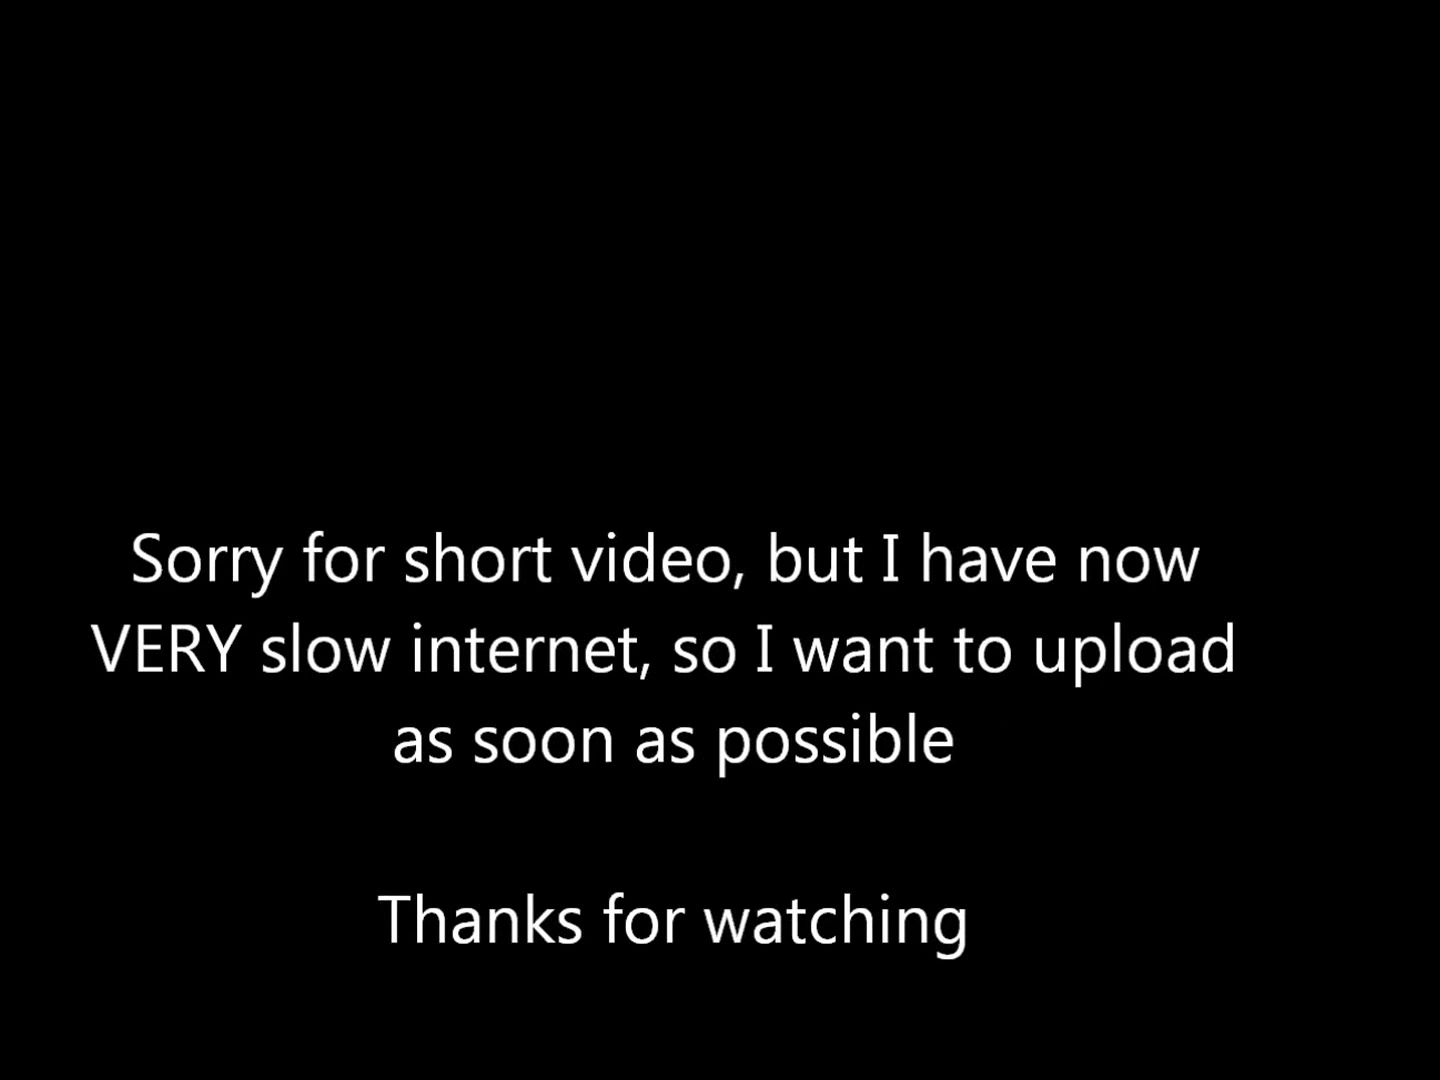 Sorry for short video, but I have now
VERY slow internet, so I want to upload
as soon as possible
Thanks for watching